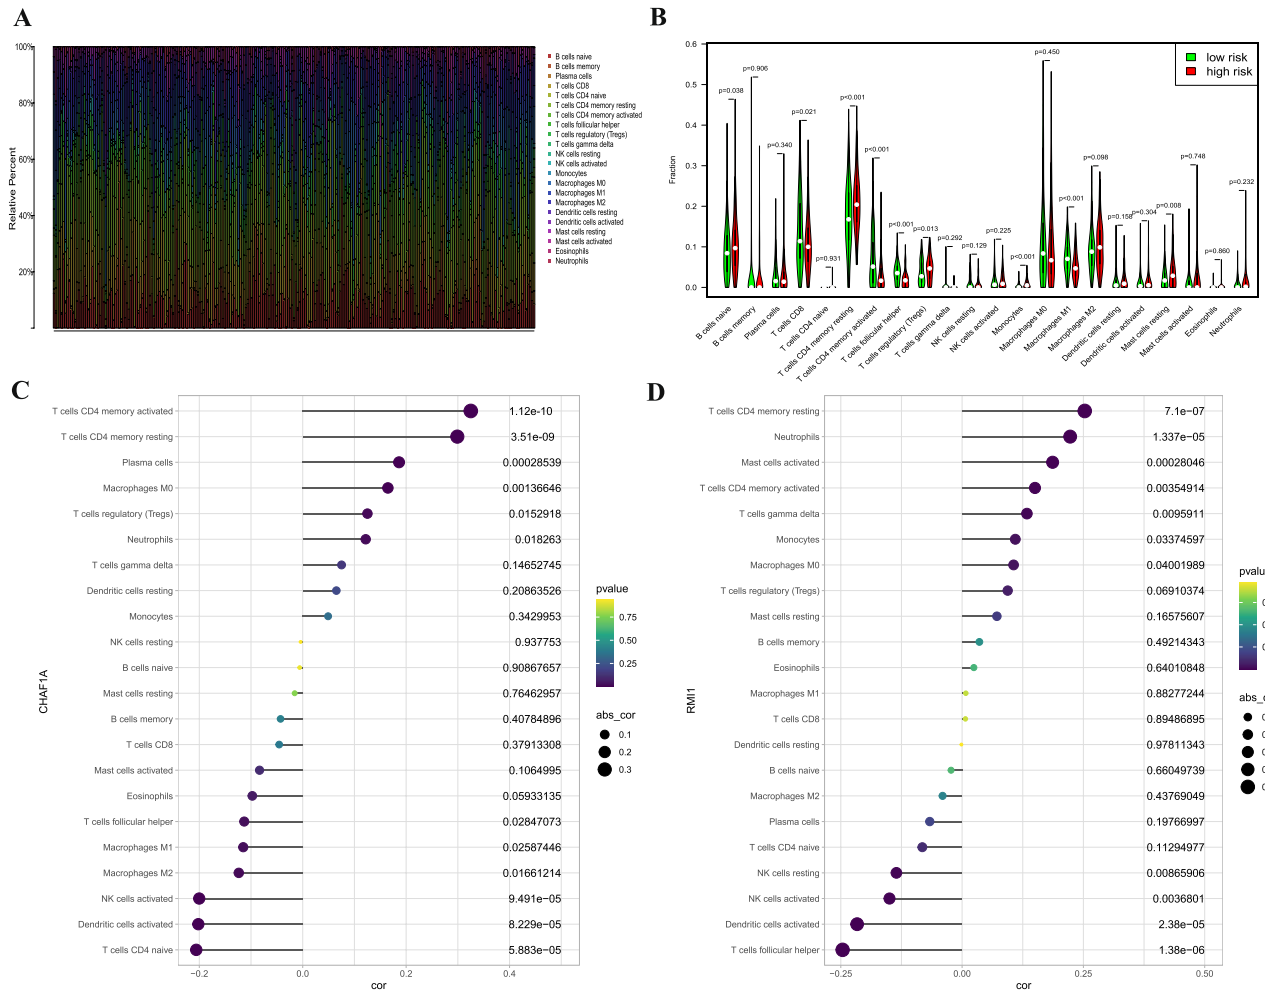 A
100%
80%
60%
40%
20%
Relative Percent
B cells naive
B cells memory
Plasma cells
T cells CD8
T cells CD4 naive
T cells CD4 memory resting
T cells CD4 memory activated
T cells follicular helper
T cells regulatory (Tregs)
T cells gamma delta
NK cells resting
NK cells activated
Monocytes
Macrophages M0
Macrophages M1
Macrophages M2
Dendritic cells resting
Dendritic cells activated
Mast cells resting
Mast cells activated
Eosinophils
Neutrophils
B
0.6
0.5
0.4
0.3
0.2
0.1
0.0
Fraction
low risk
high risk
p=0.038
p=0.906
p=0.340
p=0.021
p=0.931
p<0.001
p<0.001
p<0.001
p=0.013
p=0.292
p=0.129
p=0.225
p<0.001
p=0.450
p<0.001
p=0.098
p=0.158
p=0.304
p=0.008
p=0.748
p=0.860
p=0.232
B cells naive
B cells memory
Plasma cells
T cells CD8
T cells CD4 naive
T cells CD4 memory resting
T cells CD4 memory activated
T cells follicular helper
T cells regulatory (Tregs)
T cells gamma delta
NK cells resting
NK cells activated
Monocytes
Macrophages M0
Macrophages M1
Macrophages M2
Dendritic cells resting
Dendritic cells activated
Mast cells resting
Mast cells activated
Eosinophils
Neutrophils
C
CHAF1A
T cells CD4 memory activated 1.12e−10
T cells CD4 memory resting 3.51e−09
Plasma cells 0.00028539
Macrophages M0 0.00136646
T cells regulatory (Tregs) 0.0152918
Neutrophils 0.018263
T cells gamma delta 0.14652745
Dendritic cells resting 0.20863526
Monocytes 0.3429953
NK cells resting 0.937753
B cells naive 0.90867657
Mast cells resting 0.76462957
B cells memory 0.40784896
T cells CD8 0.37913308
Mast cells activated 0.1064995
Eosinophils 0.05933135
T cells follicular helper 0.02847073
Macrophages M1 0.02587446
Macrophages M2 0.01661214
NK cells activated 9.491e−05
Dendritic cells activated 8.229e−05
T cells CD4 naive 5.883e−05
−0.2 0.0 0.2 0.4
cor
pvalue
0.75
0.50
0.25
abs_cor
0.1
0.2
0.3
D
RMI1
T cells CD4 memory resting 7.1e−07
Neutrophils 1.337e−05
Mast cells activated 0.00028046
T cells CD4 memory activated 0.00354914
T cells gamma delta 0.0095911
Monocytes 0.03374597
Macrophages M0 0.04001989
T cells regulatory (Tregs) 0.06910374
Mast cells resting 0.16575607
B cells memory 0.49214343
Eosinophils 0.64010848
Macrophages M1 0.88277244
T cells CD8 0.89486895
Dendritic cells resting 0.97811343
B cells naive 0.66049739
Macrophages M2 0.43769049
Plasma cells 0.19766997
T cells CD4 naive 0.11294977
NK cells resting 0.00865906
NK cells activated 0.0036801
Dendritic cells activated 2.38e−05
T cells follicular helper 1.38e−06
−0.25 0.00 0.25 0.50
cor